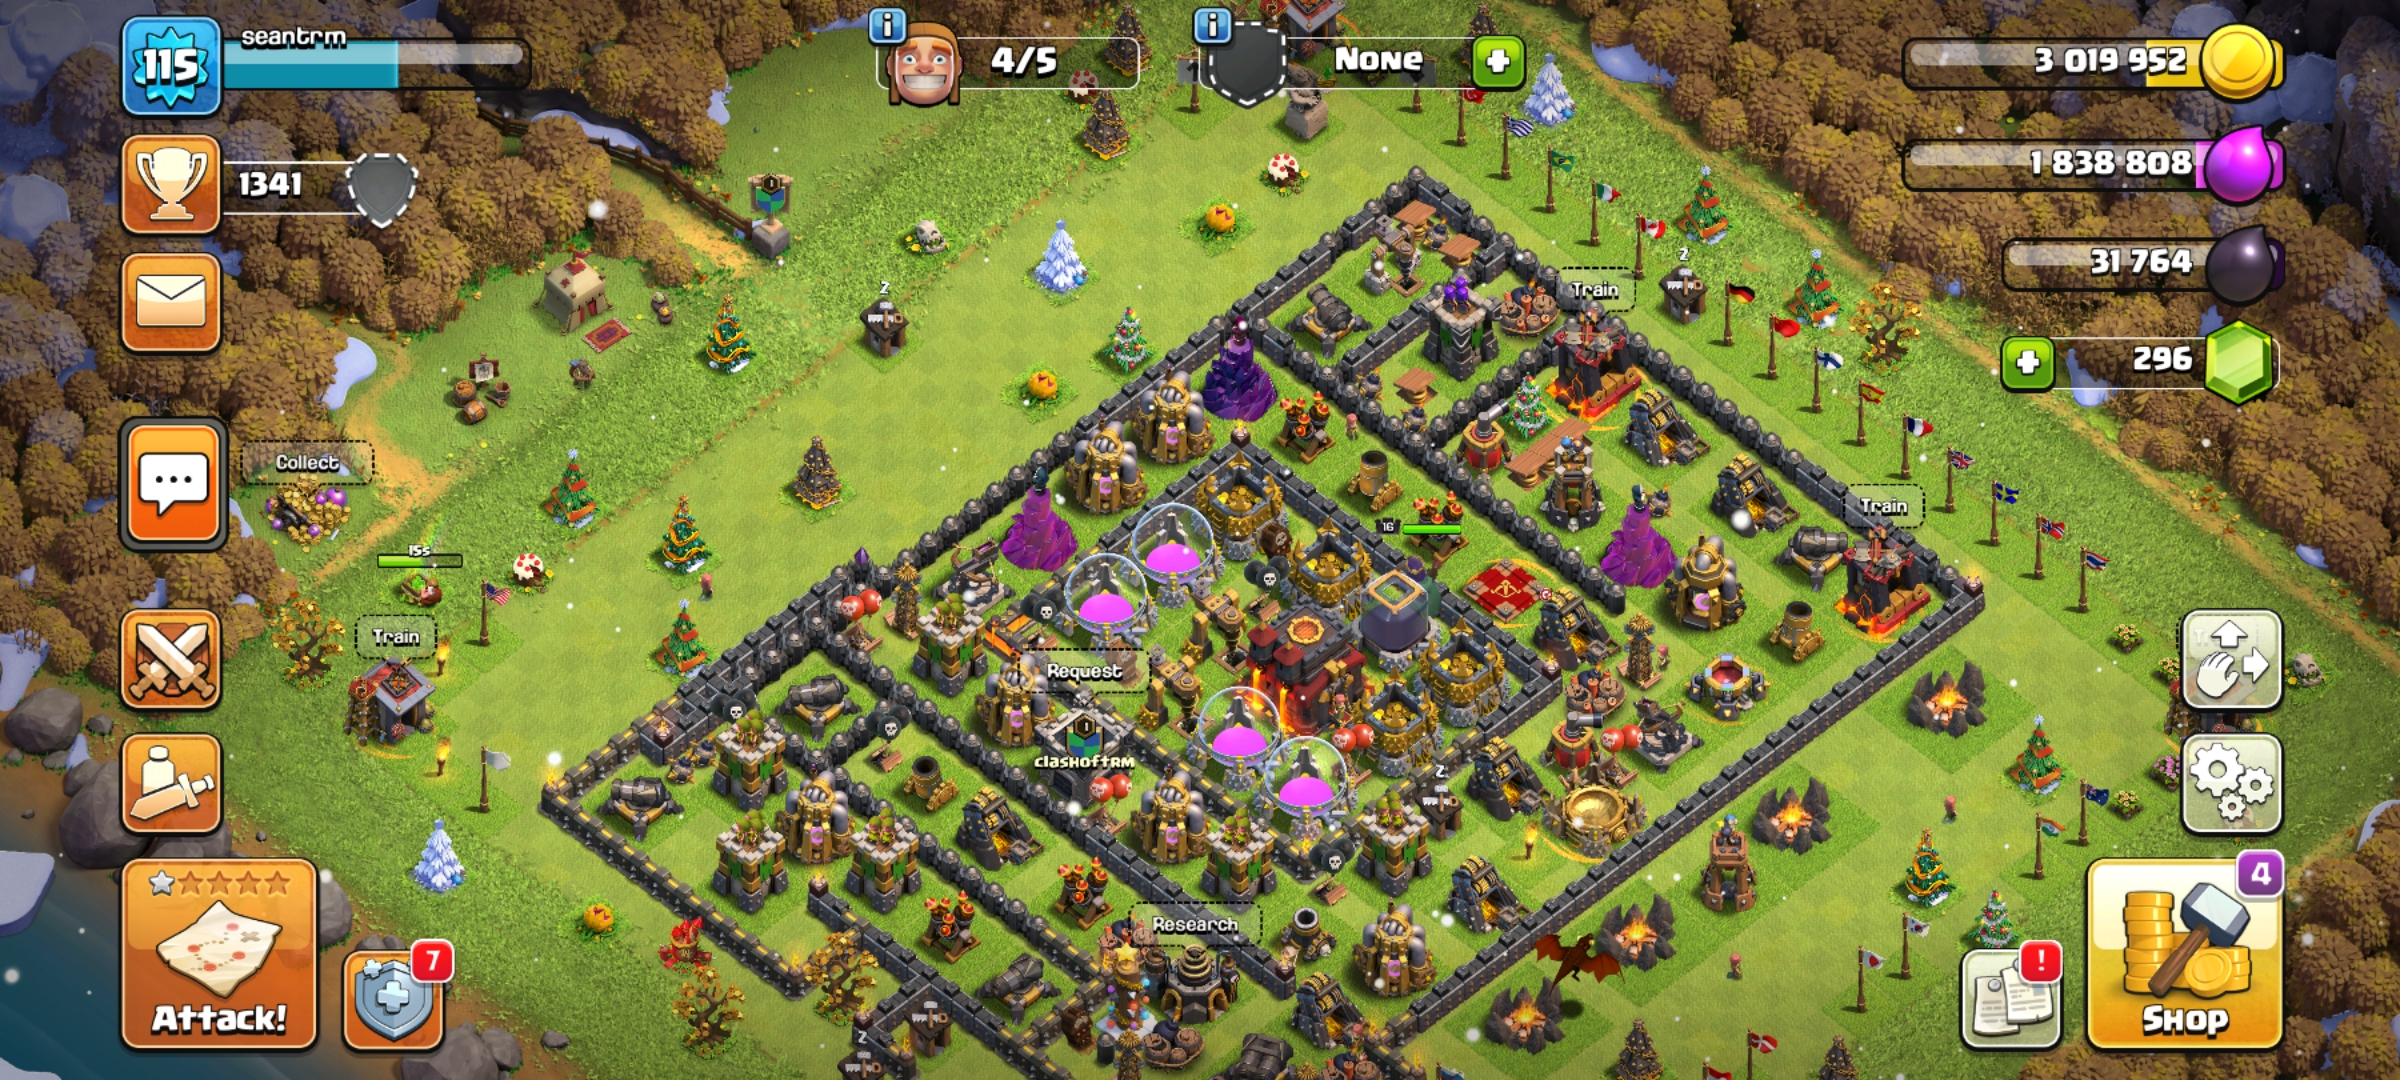 115
seantrm
4/5
None
3 019 952
1341
1 838 808
31 764
296
Z
Z
Train
Collect
Train
16
15s
Train
Request
clashoftrm
Z
Research
4
Attack!
7
!
Shop
Z